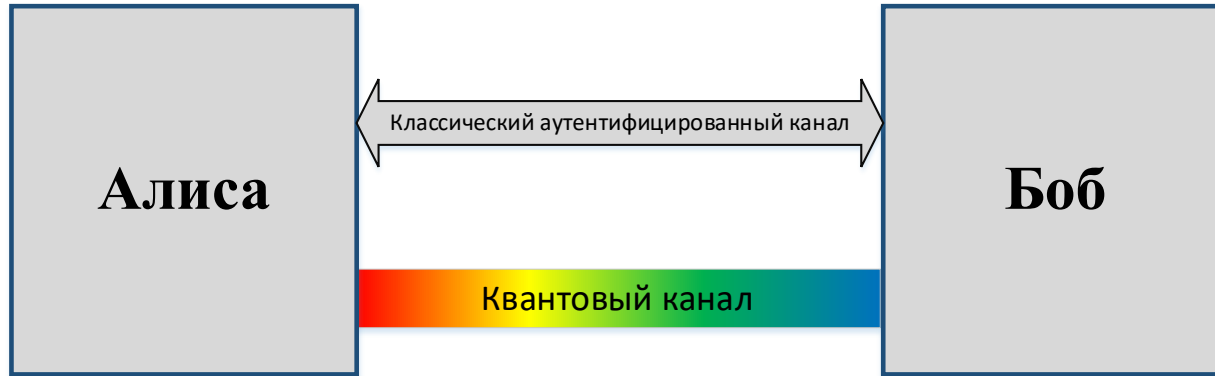 Алиса
Классический аутентифицированный канал
Квантовый канал
Боб